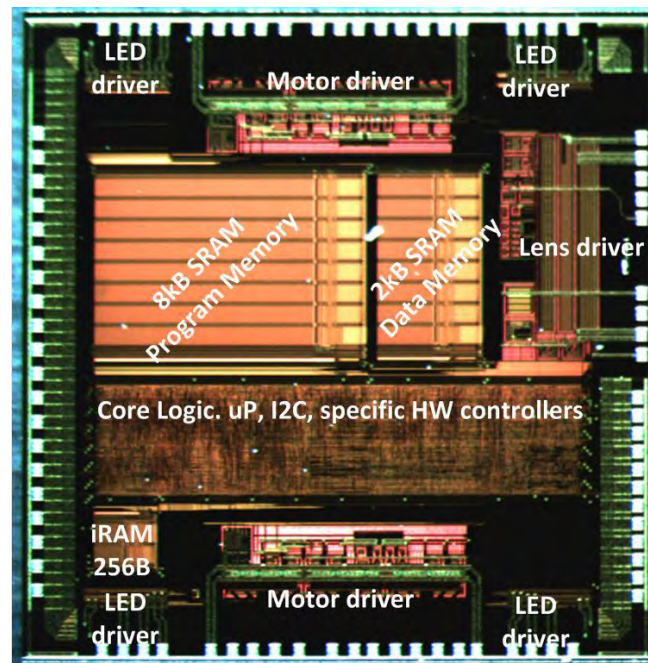 LED
driver
Motor driver
LED
driver
8kB SRAM
Program Memory
2kB SRAM
Data Memory
Lens driver
Core Logic. uP, I2C, specific HW controllers
iRAM
256B
LED
driver
Motor driver
LED
driver